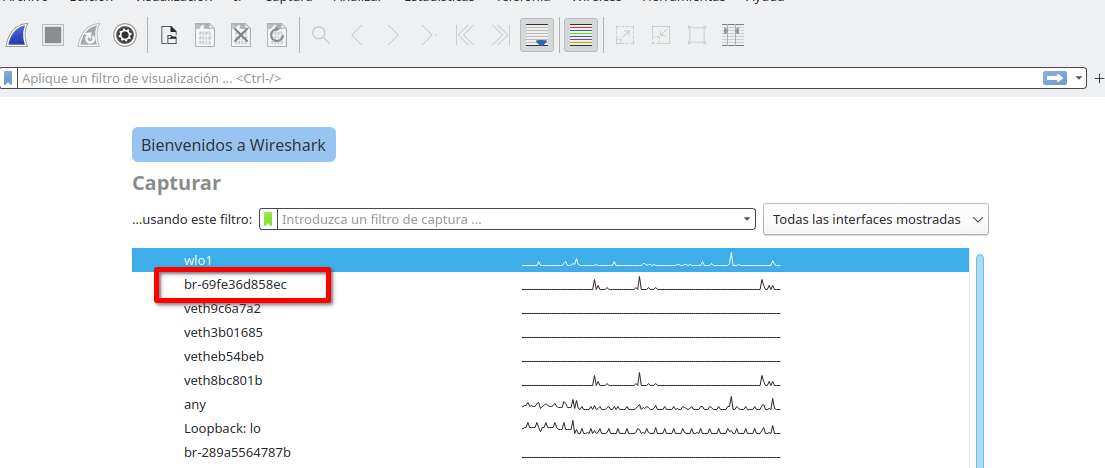 Aplique un filtro de visualización ... <Ctrl-/>
Bienvenidos a Wireshark
Capturar
...usando este filtro: Introduzca un filtro de captura ... Todas las interfaces mostradas
wlo1
br-69fe36d858ec
veth9c6a7a2
veth3b01685
vetheb54beb
veth8bc801b
any
Loopback: lo
br-289a5564787b